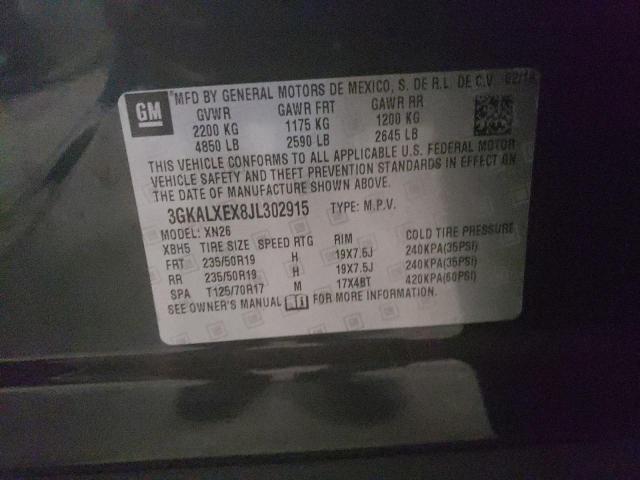 GM
®MFD BY GENERAL MOTORS DE MEXICO, S. DE R.L. DE C.V. 02/18
GVWR GAWR FRT GAWR RR
2200 KG 1175 KG 1200 KG
4850 LB 2590 LB 2645 LB
THIS VEHICLE CONFORMS TO ALL APPLICABLE U.S. FEDERAL MOTOR
VEHICLE SAFETY AND THEFT PREVENTION STANDARDS IN EFFECT ON
THE DATE OF MANUFACTURE SHOWN ABOVE.
3GKALXEX8JL302915 TYPE: M.P.V.
MODEL: XN26
XBH5 TIRE SIZE SPEED RTG RIM COLD TIRE PRESSURE
FRT 235/50R19 H 19X7.5J 240KPA(35PSI)
RR 235/50R19 H 19X7.5J 240KPA(35PSI)
SPA T125/70R17 M 17X4BT 420KPA(60PSI)
SEE OWNER'S MANUAL FOR MORE INFORMATION.